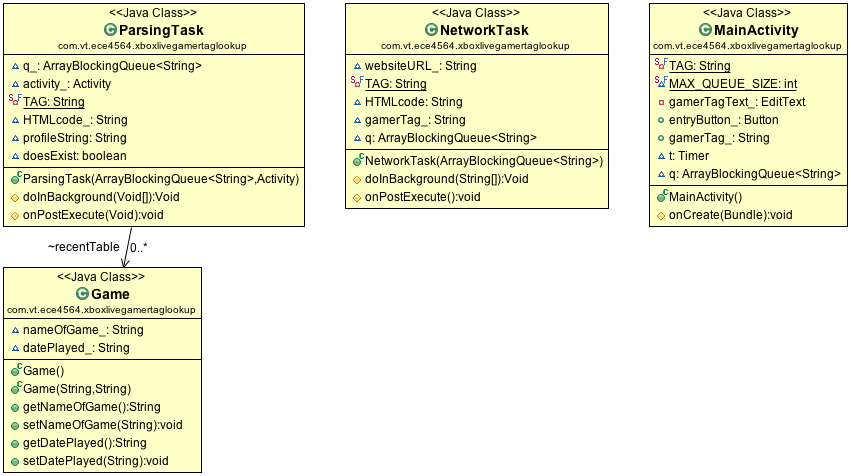 <<Java Class>>
ParsingTask
com.vt.ece4564.xboxlivegamertaglookup
q_: ArrayBlockingQueue<String>
activity_: Activity
TAG: String
HTMLcode_: String
profileString: String
doesExist: boolean
ParsingTask(ArrayBlockingQueue<String>,Activity)
doInBackground(Void[]):Void
onPostExecute(Void):void
~recentTable 0..*
<<Java Class>>
Game
com.vt.ece4564.xboxlivegamertaglookup
nameOfGame_: String
datePlayed_: String
Game()
Game(String,String)
getNameOfGame():String
setNameOfGame(String):void
getDatePlayed():String
setDatePlayed(String):void
<<Java Class>>
NetworkTask
com.vt.ece4564.xboxlivegamertaglookup
websiteURL_: String
TAG: String
HTMLcode: String
gamerTag_: String
q: ArrayBlockingQueue<String>
NetworkTask(ArrayBlockingQueue<String>)
doInBackground(String[]):Void
onPostExecute():void
<<Java Class>>
MainActivity
com.vt.ece4564.xboxlivegamertaglookup
TAG: String
MAX_QUEUE_SIZE: int
gamerTagText_: EditText
entryButton_: Button
gamerTag_: String
t: Timer
q: ArrayBlockingQueue<String>
MainActivity()
onCreate(Bundle):void